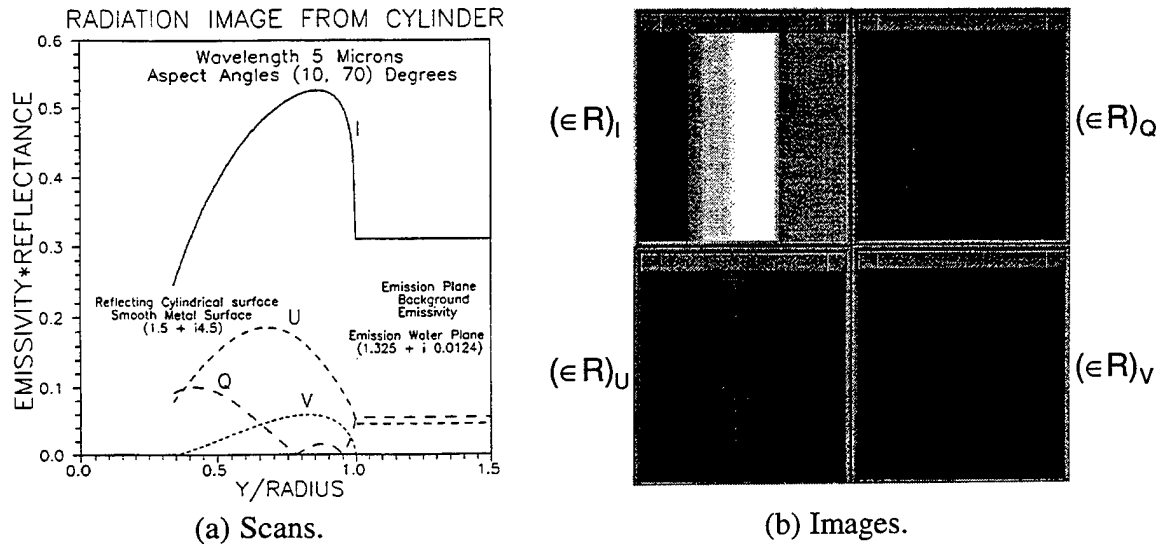 RADIATION IMAGE FROM CYLINDER
Wavelength 5 Microns
Aspect Angles (10, 70) Degrees
EMISSIVITY*REFLECTANCE
0.6
0.5
0.4
0.3
0.2
0.1
0.0
I
Reflecting Cylindrical surface
Smooth Metal Surface
(1.5 + i4.5)
Emission Plane
Background
Emissivity
Emission Water Plane
(1.325 + i 0.0124)
U
Q
V
0.0 0.5 1.0 1.5
Y/RADIUS
(a) Scans.
(∈R)I
(∈R)Q
(∈R)U
(∈R)V
(b) Images.